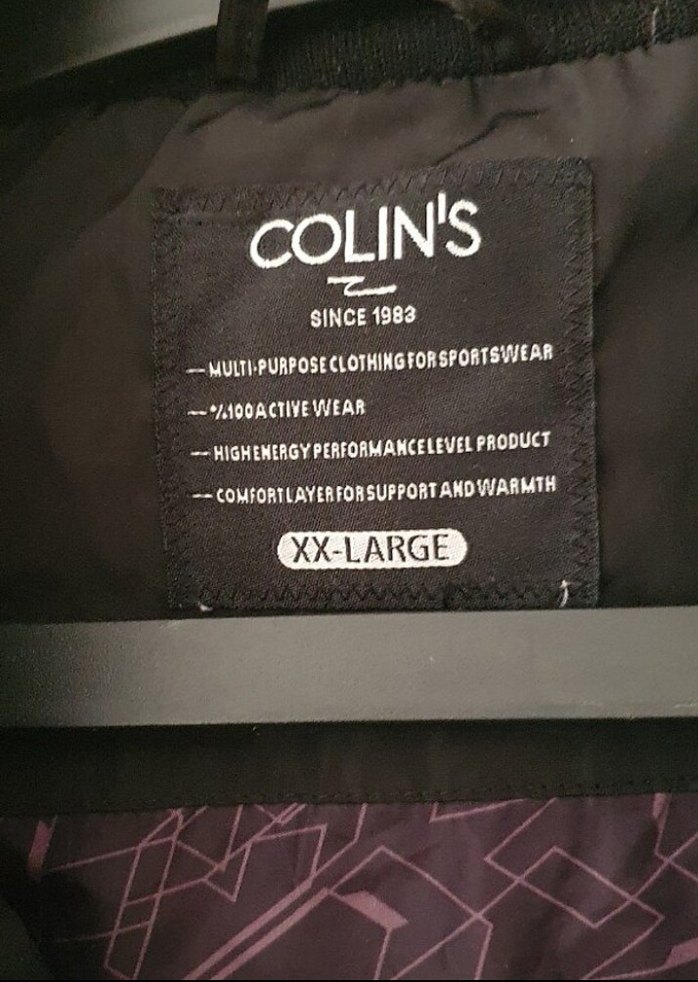 COLIN'S
SINCE 1983
— MULTI-PURPOSE CLOTHING FOR SPORTSWEAR
— %100 ACTIVE WEAR
— HIGH ENERGY PERFORMANCE LEVEL PRODUCT
— COMFORT LAYER FOR SUPPORT AND WARMTH
XX-LARGE